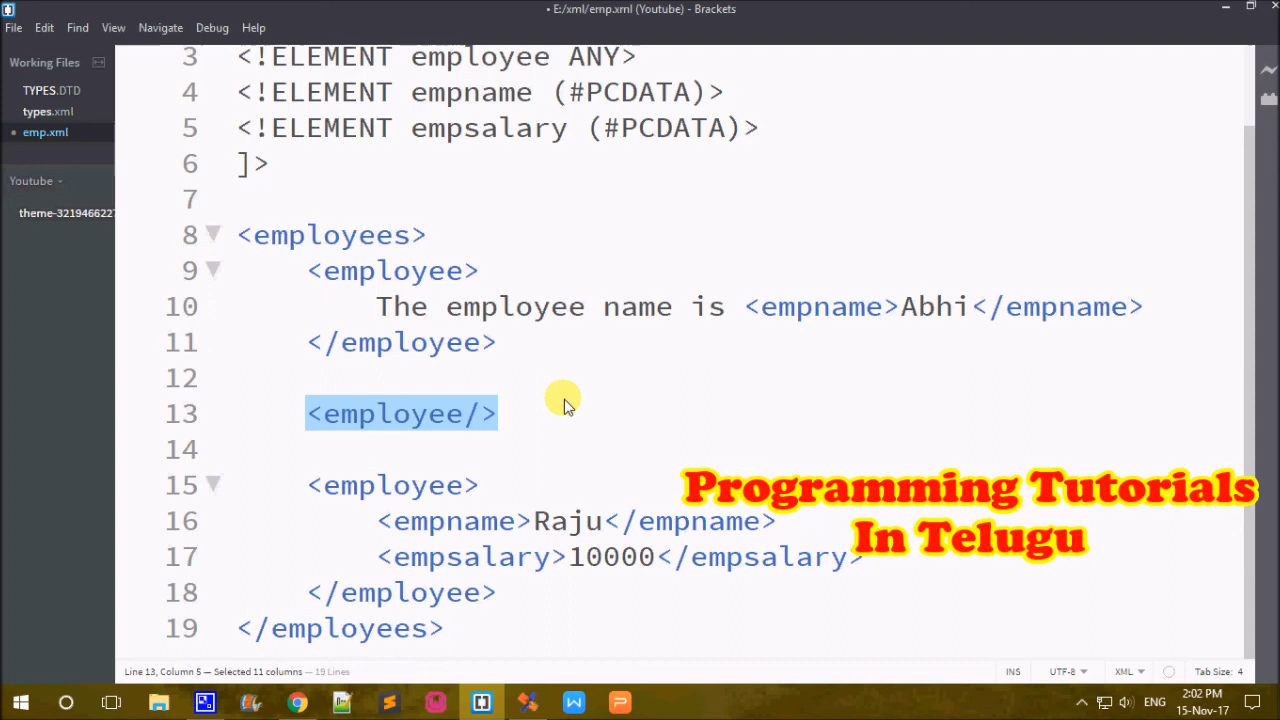 • E:/xml/emp.xml (Youtube) - Brackets
File Edit Find View Navigate Debug Help
Working Files
TYPES.DTD
types.xml
• emp.xml
Youtube
theme-3219466227
3 <!ELEMENT employee ANY>
4 <!ELEMENT empname (#PCDATA)>
5 <!ELEMENT empsalary (#PCDATA)>
6 ]>
7
8 <employees>
9 <employee>
10 The employee name is <empname>Abhi</empname>
11 </employee>
12
13 <employee/>
14
15 <employee>
16 <empname>Raju</empname>
17 <empsalary>10000</empsalary>
18 </employee>
19 </employees>
Programming Tutorials
In Telugu
Line 13, Column 5 — Selected 11 columns — 19 Lines INS UTF-8 XML Tab Size: 4
ENG 2:02 PM
15-Nov-17